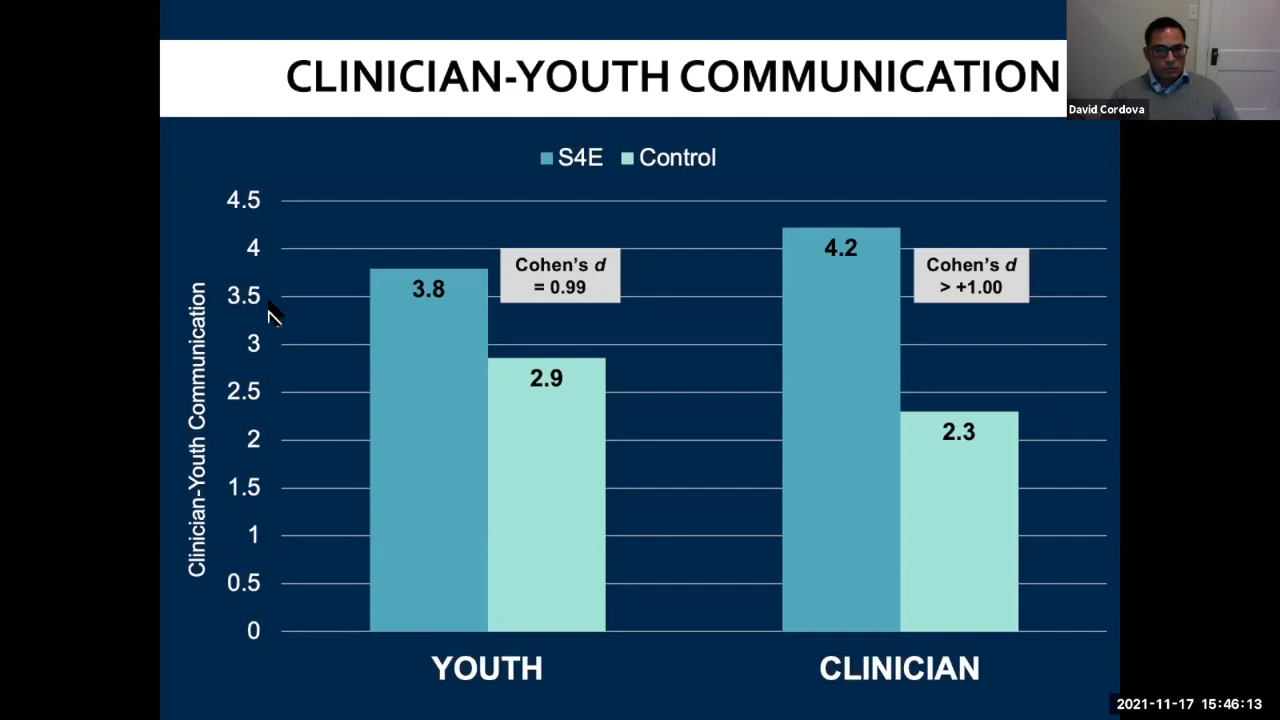 CLINICIAN-YOUTH COMMUNICATION
David Cordova
S4E Control
4.5
4
3.5
3
2.5
2
1.5
1
0.5
0
Clinician-Youth Communication
3.8
Cohen's d
= 0.99
2.9
4.2
Cohen's d
> +1.00
2.3
YOUTH
CLINICIAN
2021-11-17 15:46:13